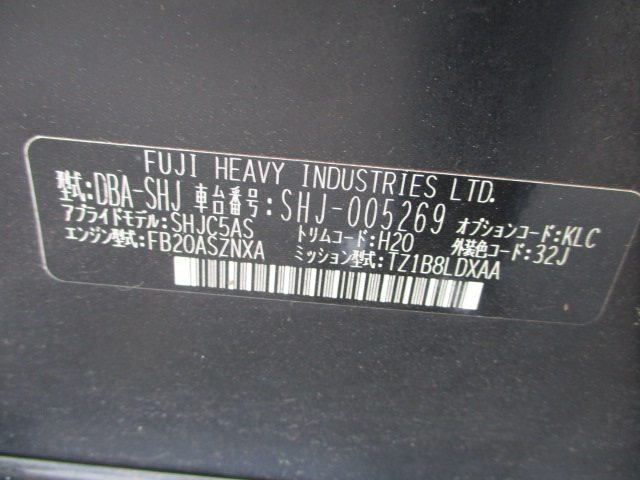 FUJI HEAVY INDUSTRIES LTD.
型式:DBA-SHJ 車台番号:SHJ-005269 オプションコード:KLC
アプライドモデル:SHJC5AS トリムコード:H20 外装色コード:32J
エンジン型式:FB20ASZNXA ミッション型式:TZ1B8LDXAA